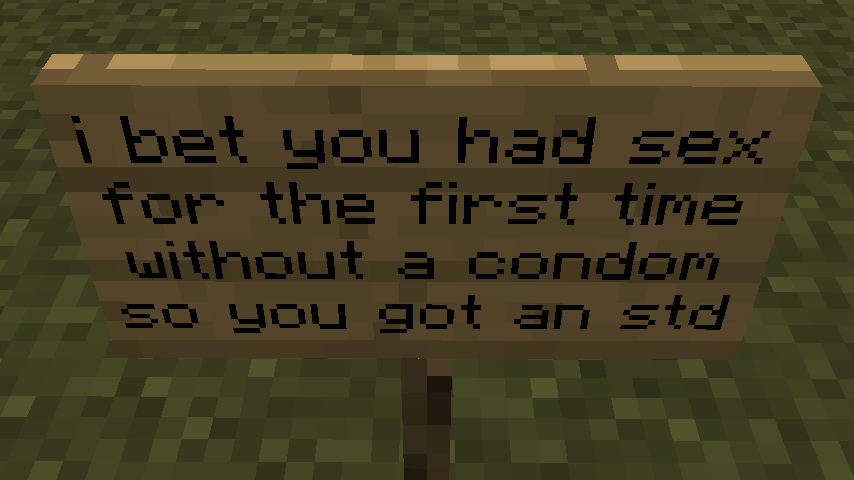 i bet you had sex
for the first time
without a condom
so you got an std